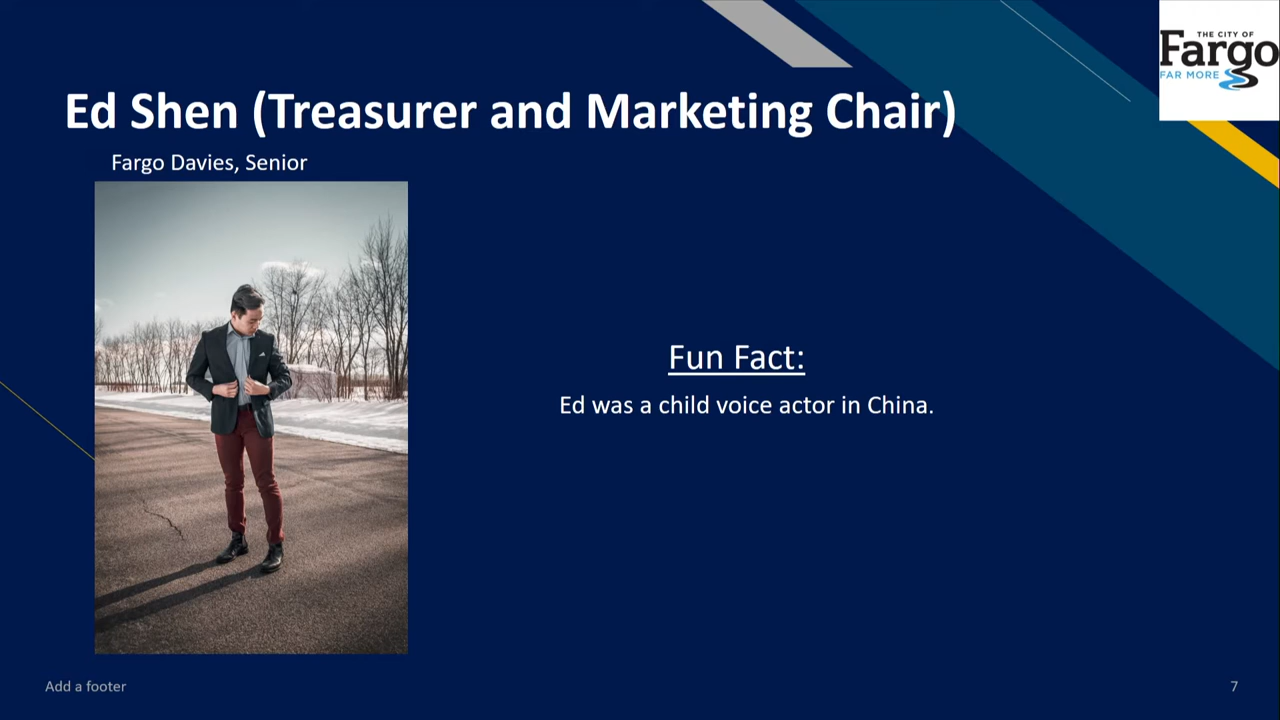 THE CITY OF
Fargo
FAR MORE
Ed Shen (Treasurer and Marketing Chair)
Fargo Davies, Senior
Fun Fact:
Ed was a child voice actor in China.
Add a footer
7